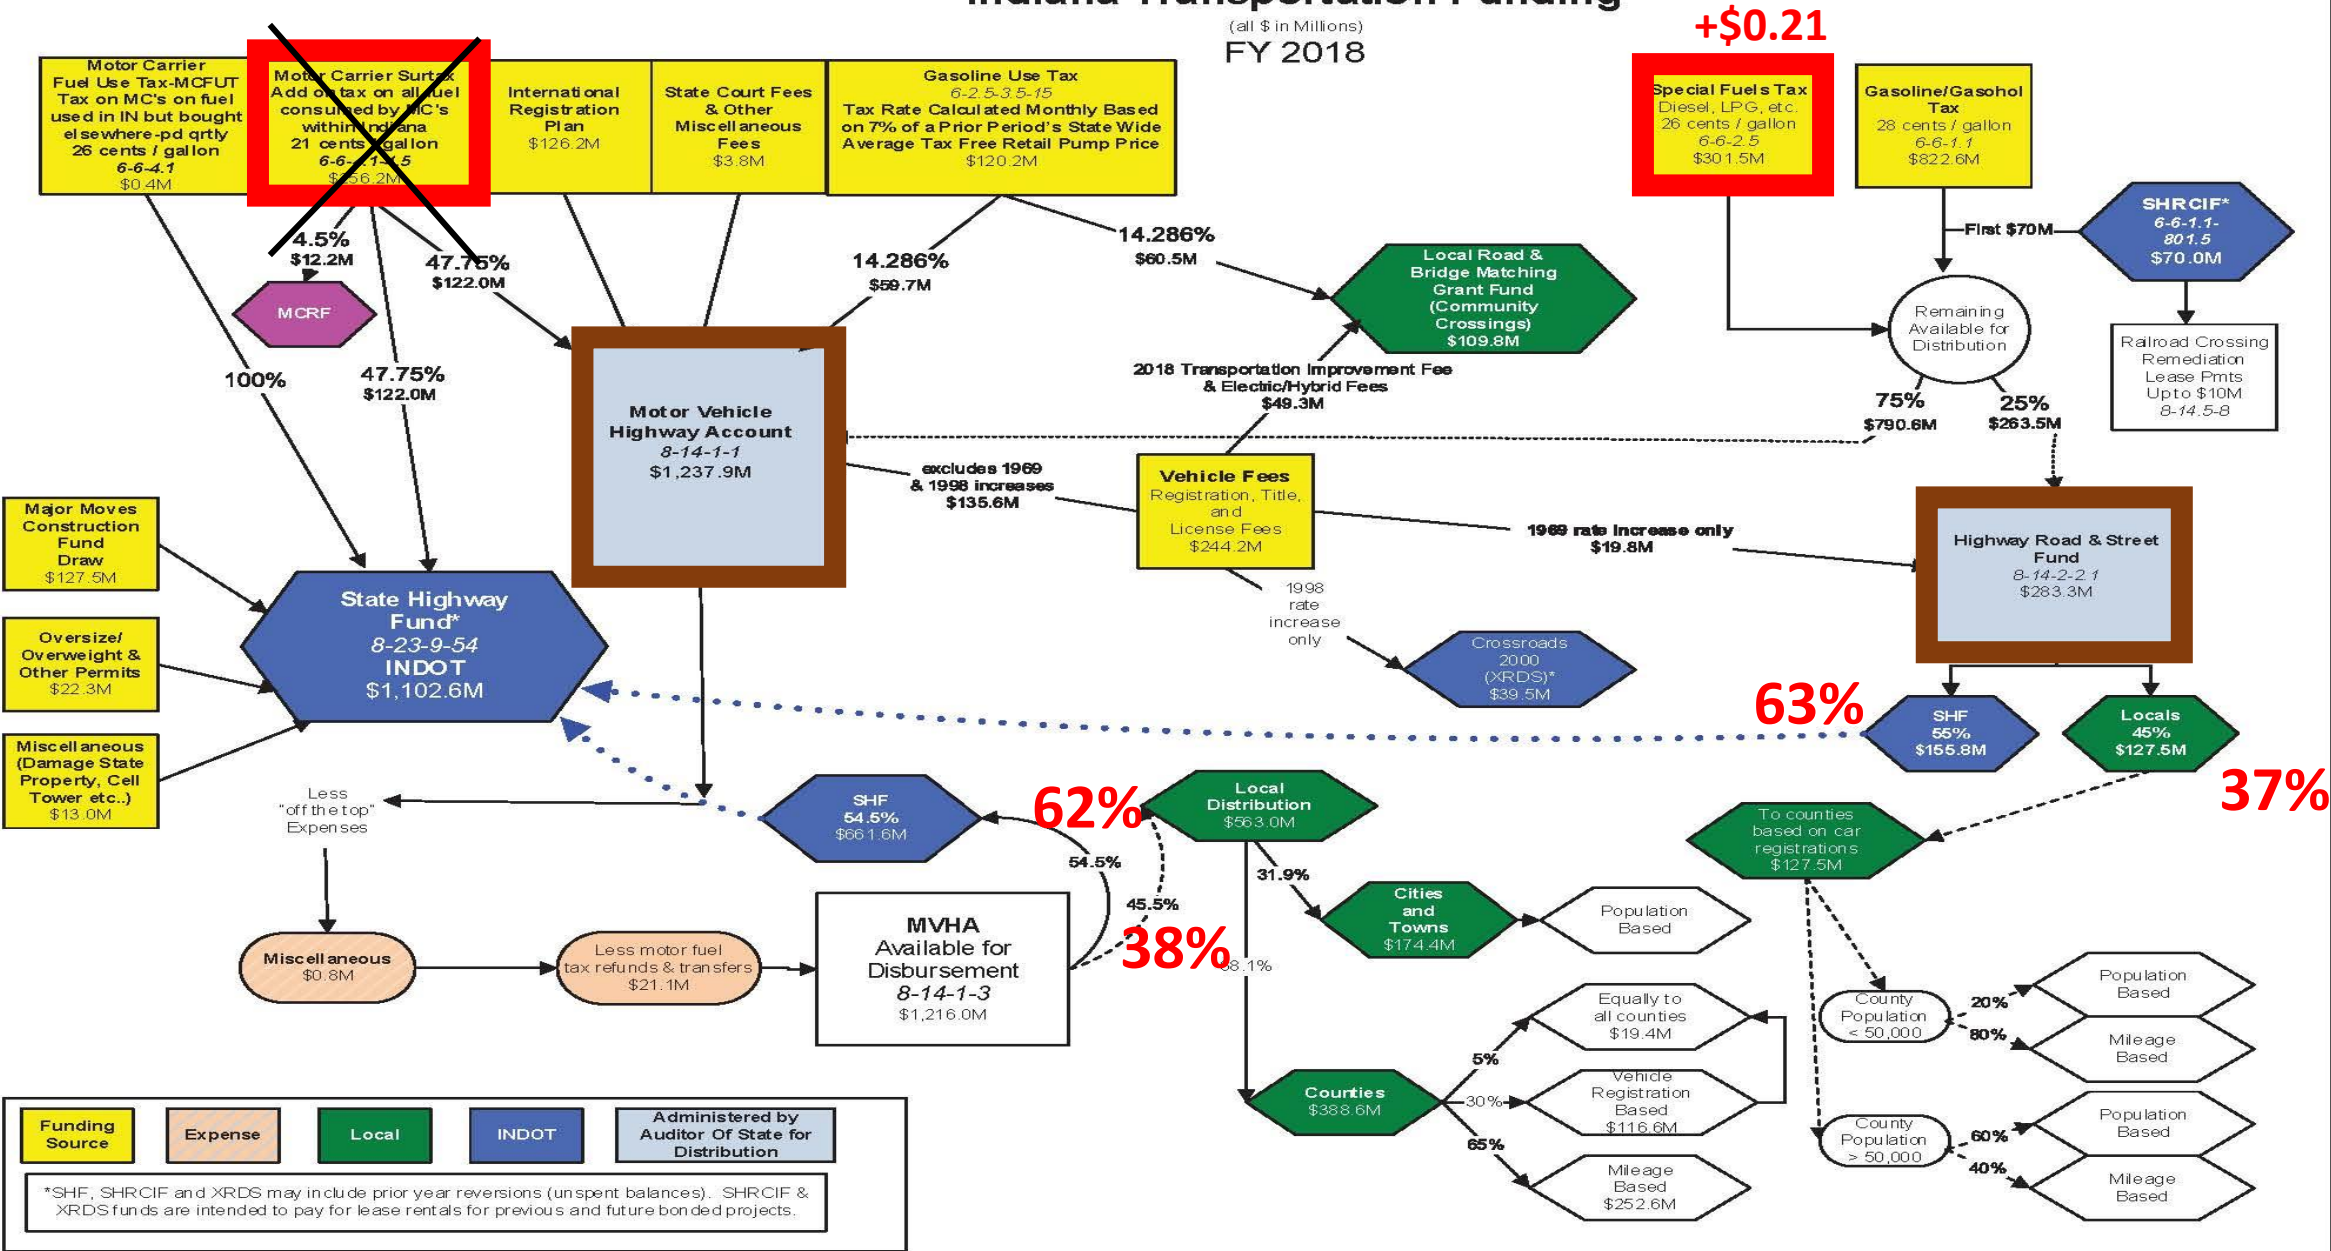 Indiana Transportation Funding
(all $ in Millions)
FY 2018
+$0.21
Motor Carrier
Fuel Use Tax-MCFUT
Tax on MC's on fuel
used in IN but bought
elsewhere-pd qrtly
26 cents / gallon
6-6-4.1
$0.4M
Motor Carrier Surtax
Add on tax on all fuel
consumed by MC's
within Indiana
21 cents / gallon
International
Registration
Plan
$126.2M
State Court Fees
& Other
Miscellaneous
Fees
$3.8M
Gasoline Use Tax
6-2.5-3.5-15
Tax Rate Calculated Monthly Based
on 7% of a Prior Period's State Wide
Average Tax Free Retail Pump Price
$120.2M
Special Fuels Tax
Diesel, LPG, etc.
26 cents / gallon
6-6-2.5
$301.5M
Gasoline/Gasohol
Tax
28 cents / gallon
6-6-1.1
$822.6M
SHRCIF*
6-6-1.1-
801.5
$70.0M
First $70M
4.5%
$12.2M
47.75%
$122.0M
14.286%
$59.7M
14.286%
$60.5M
Local Road &
Bridge Matching
Grant Fund
(Community
Crossings)
$109.8M
Remaining
Available for
Distribution
Railroad Crossing
Remediation
Lease Pmts
Up to $10M
8-14.5-8
MCRF
100%
47.75%
$122.0M
2018 Transportation Improvement Fee
& Electric/Hybrid Fees
$49.3M
75%
$790.6M
25%
$263.5M
Motor Vehicle
Highway Account
8-14-1-1
$1,237.9M
excludes 1969
& 1998 increases
$135.6M
Vehicle Fees
Registration, Title,
and
License Fees
$244.2M
1969 rate increase only
$19.8M
Highway Road & Street
Fund
8-14-2-2.1
$283.3M
1998
rate
increase
only
Crossroads
2000
(XRDS)*
$39.5M
Major Moves
Construction
Fund
Draw
$127.5M
Oversize/
Overweight &
Other Permits
$22.3M
Miscellaneous
(Damage State
Property, Cell
Tower etc..)
$13.0M
State Highway
Fund*
8-23-9-54
INDOT
$1,102.6M
63%
SHF
55%
$155.8M
Locals
45%
$127.5M
37%
Less
"off the top"
Expenses
SHF
54.5%
$661.6M
62%
Local
Distribution
$563.0M
To counties
based on car
registrations
$127.5M
54.5%
45.5%
38%
31.9%
8.1%
Cities
and
Towns
$174.4M
Population
Based
Miscellaneous
$0.8M
Less motor fuel
tax refunds & transfers
$21.1M
MVHA
Available for
Disbursement
8-14-1-3
$1,216.0M
Equally to
all counties
$19.4M
5%
Counties
$388.6M
30%
Vehicle
Registration
Based
$116.6M
65%
Mileage
Based
$252.6M
County
Population
< 50,000
20%
Population
Based
80%
Mileage
Based
County
Population
> 50,000
60%
Population
Based
40%
Mileage
Based
Funding
Source
Expense
Local
INDOT
Administered by
Auditor Of State for
Distribution
*SHF, SHRCIF and XRDS may include prior year reversions (unspent balances). SHRCIF &
XRDS funds are intended to pay for lease rentals for previous and future bonded projects.